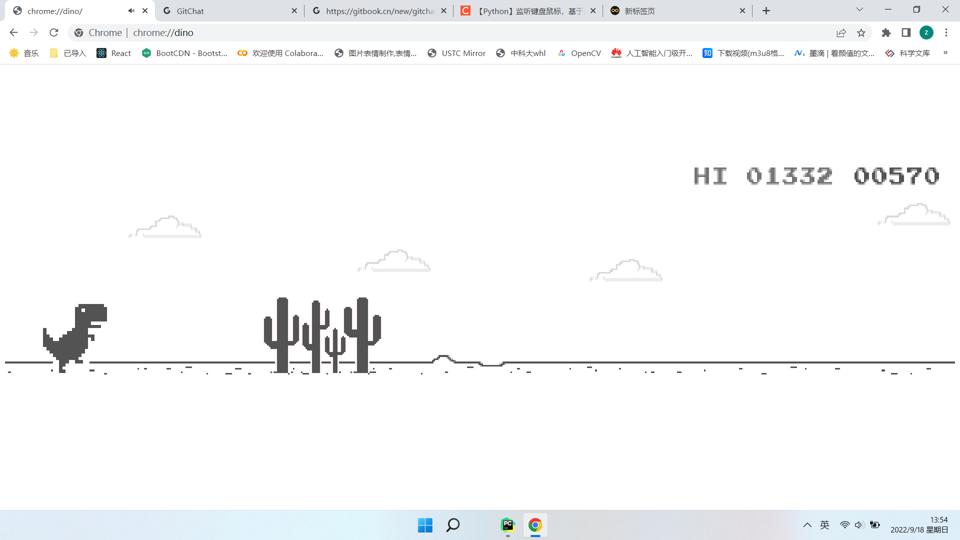 chrome://dino/
GitChat
https://gitbook.cn/new/gitcha
【Python】监听键盘鼠标，基于
新标签页
Chrome | chrome://dino
音乐
已导入
React
BootCDN - Bootst...
欢迎使用 Colabora...
图片表情制作,表情...
USTC Mirror
中科大whl
OpenCV
人工智能入门极开...
下载视频(m3u8格...
墨滴 | 看颜值的文...
科学文库
HI 01332 00570
英
13:54
2022/9/18 星期日